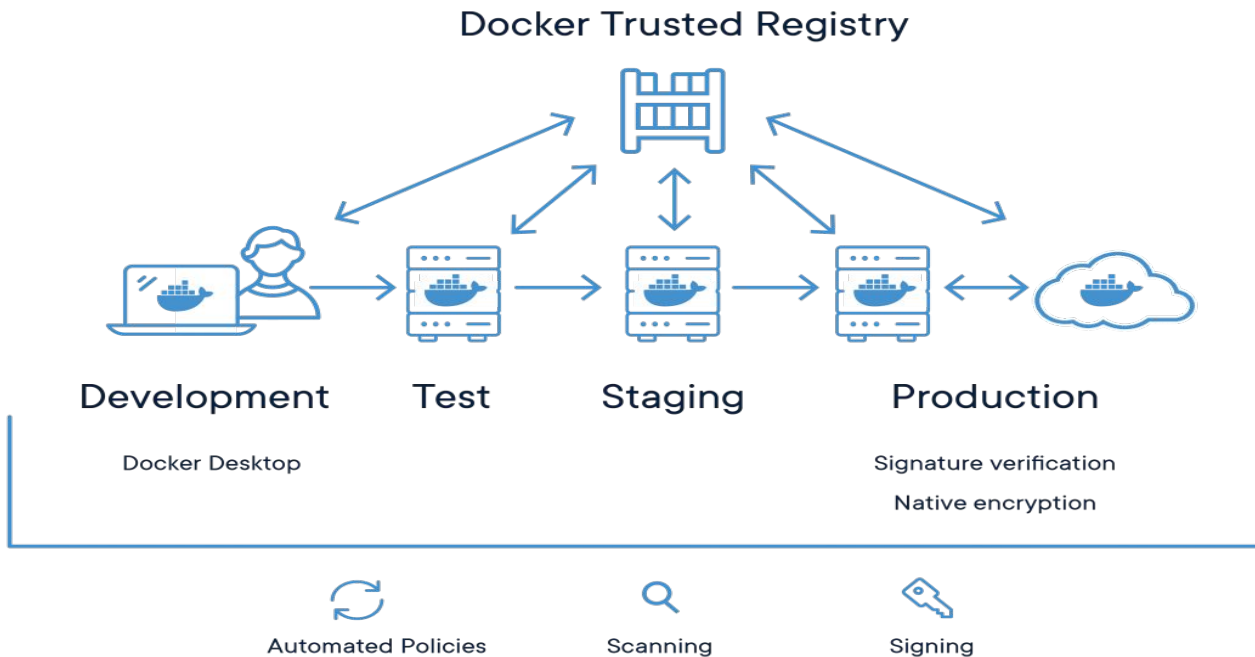 Docker Trusted Registry
Development
Test
Staging
Production
Docker Desktop
Signature verification
Native encryption
Automated Policies
Scanning
Signing